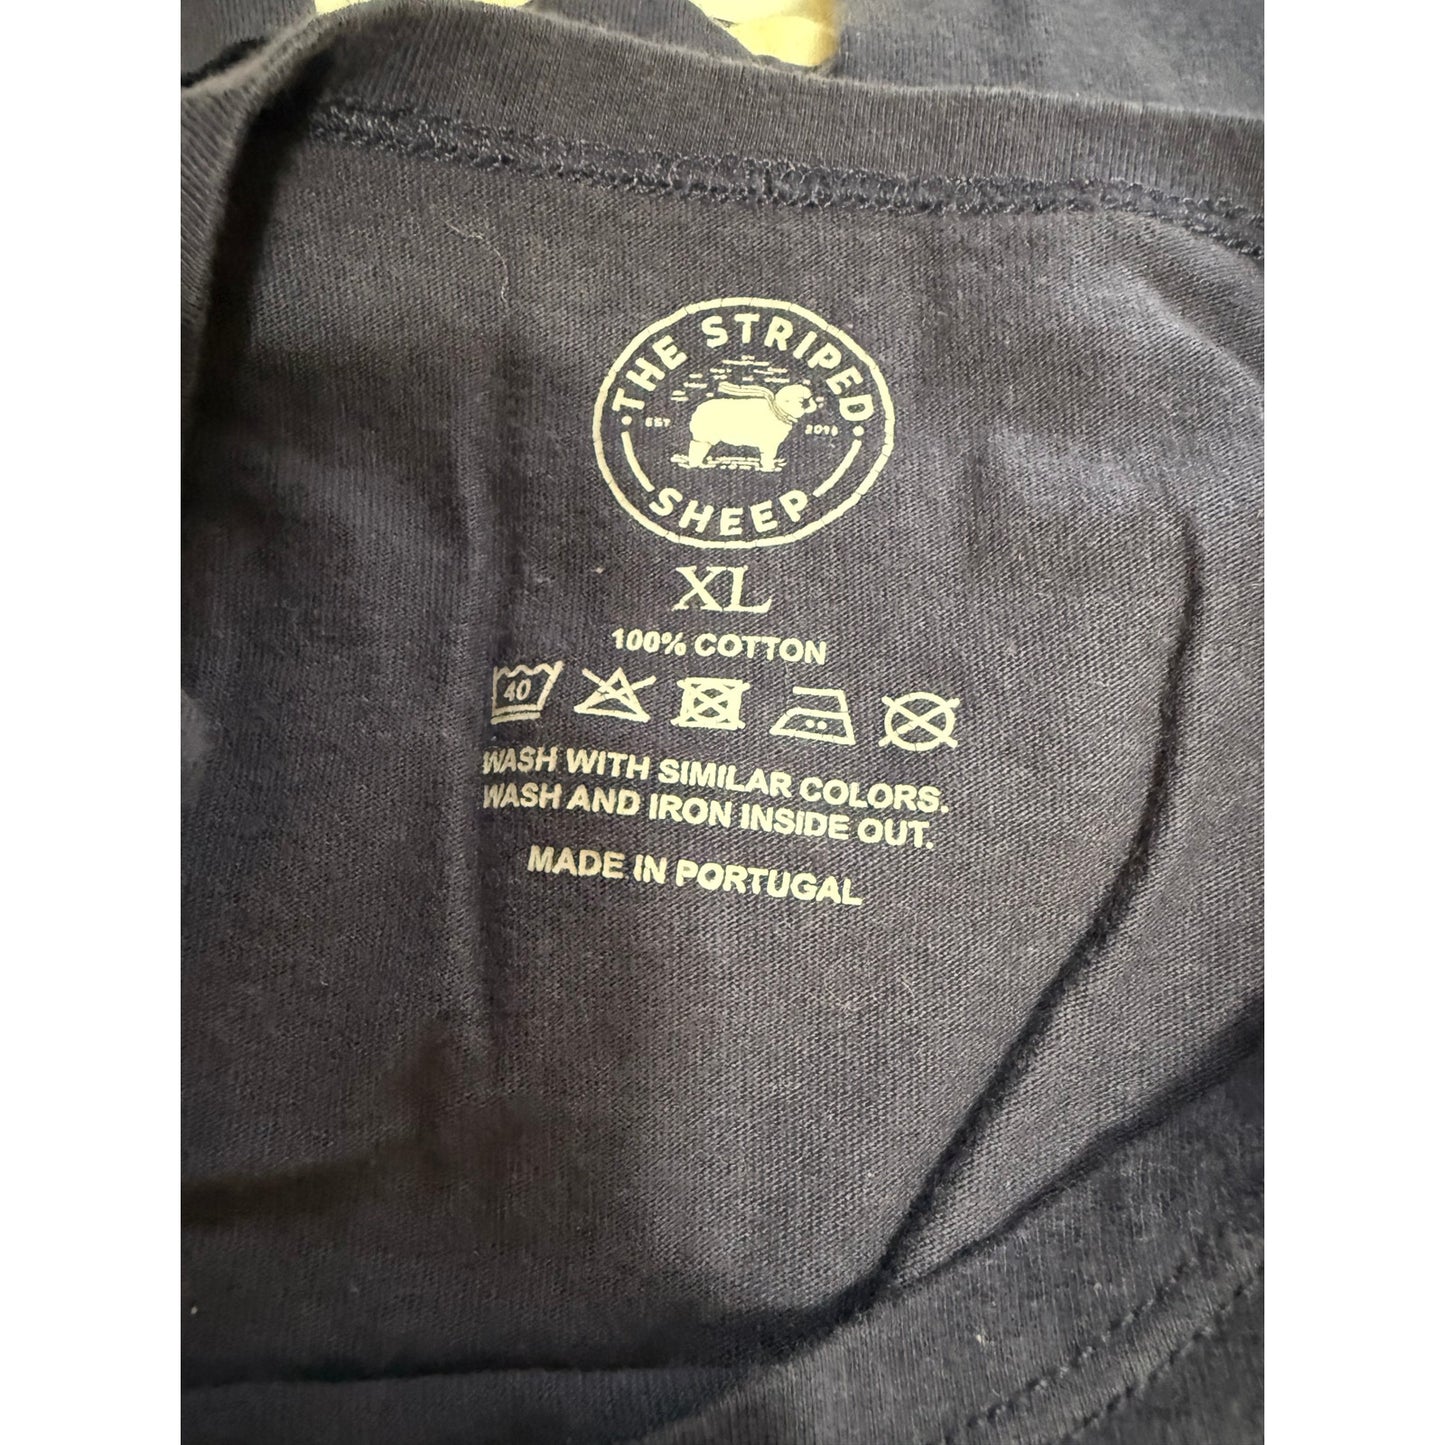 THE STRIPED
EST 2016
SHEEP
XL
100% COTTON
40
WASH WITH SIMILAR COLORS.
WASH AND IRON INSIDE OUT.
MADE IN PORTUGAL